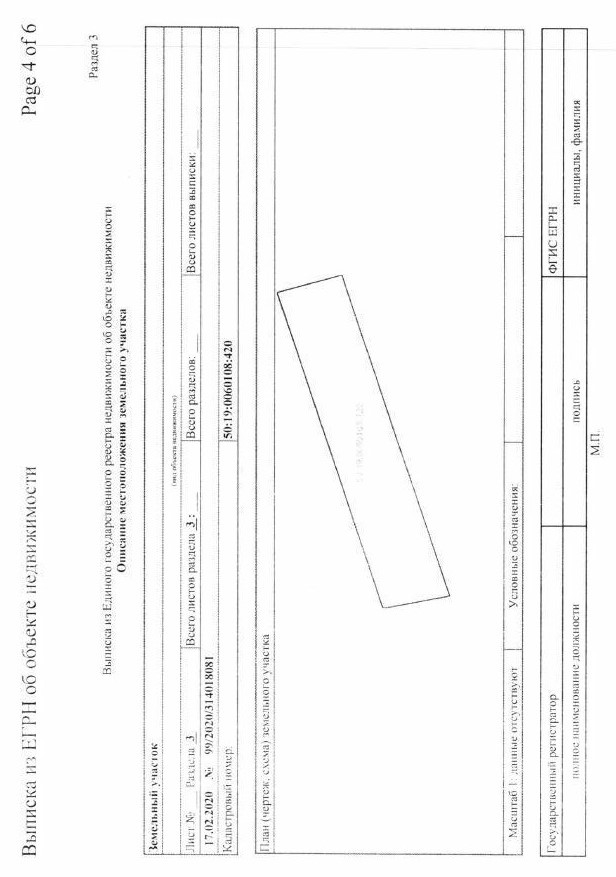 Выписка из ЕГРН об объекте недвижимости Page 4 of 6
Раздел 3
Выписка из Единого государственного реестра недвижимости об объекте недвижимости
Описание местоположения земельного участка
Земельный участок
(вид объекта недвижимости)
Лист № ___ Раздела 3 Всего листов раздела 3 : ___ Всего разделов: ___ Всего листов выписки: ___
17.02.2020 № 99/2020/314018081
Кадастровый номер: 50:19:0060108:420
План (чертеж, схема) земельного участка
Масштаб 1: данные отсутствуют Условные обозначения:
Государственный регистратор ФГИС ЕГРН
полное наименование должности подпись инициалы, фамилия
М.П.